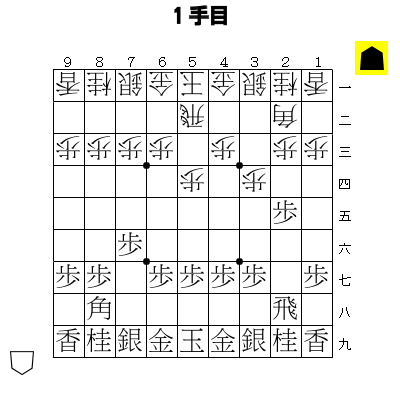 1手目
9 8 7 6 5 4 3 2 1
香 桂 銀 金 王 金 銀 桂 香 一
飛 角 二
歩 歩 歩 歩 歩 歩 歩 三
歩 歩 四
歩 五
歩 六
歩 歩 歩 歩 歩 歩 歩 七
角 飛 八
香 桂 銀 金 玉 金 銀 桂 香 九